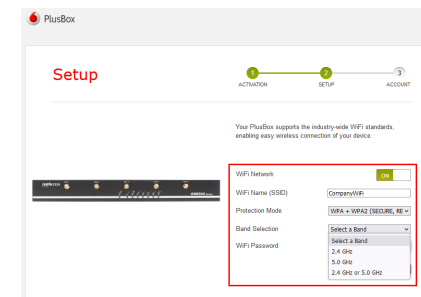 PlusBox
Setup
1 2 3
ACTIVATION SETUP ACCOUNT
Your PlusBox supports the industry-wide WiFi standards,
enabling easy wireless connection of your device.
WiFi Network ON
WiFi Name (SSID) CompanyWiFi
Protection Mode WPA + WPA2 (SECURE, RE
Band Selection Select a Band
Select a Band
WiFi Password
2.4 GHz
5.0 GHz
2.4 GHz or 5.0 GHz